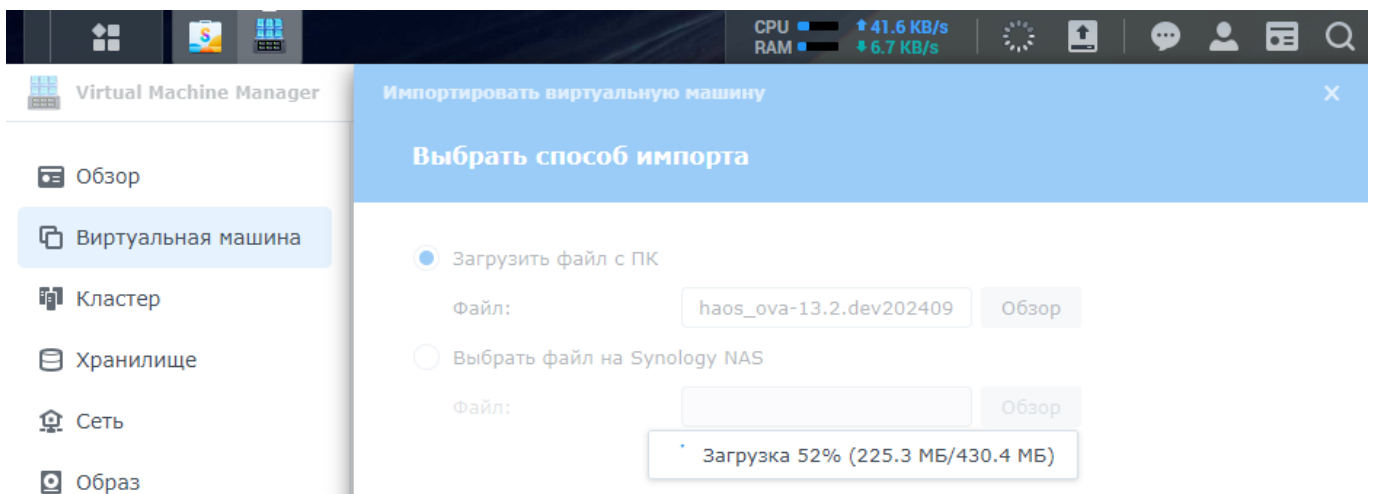 CPU 41.6 KB/s
RAM 6.7 KB/s
Virtual Machine Manager
Импортировать виртуальную машину
Выбрать способ импорта
Обзор
Виртуальная машина
Кластер
Хранилище
Сеть
Образ
Загрузить файл с ПК
Файл: haos_ova-13.2.dev202409 Обзор
Выбрать файл на Synology NAS
Файл: Обзор
Загрузка 52% (225.3 МБ/430.4 МБ)